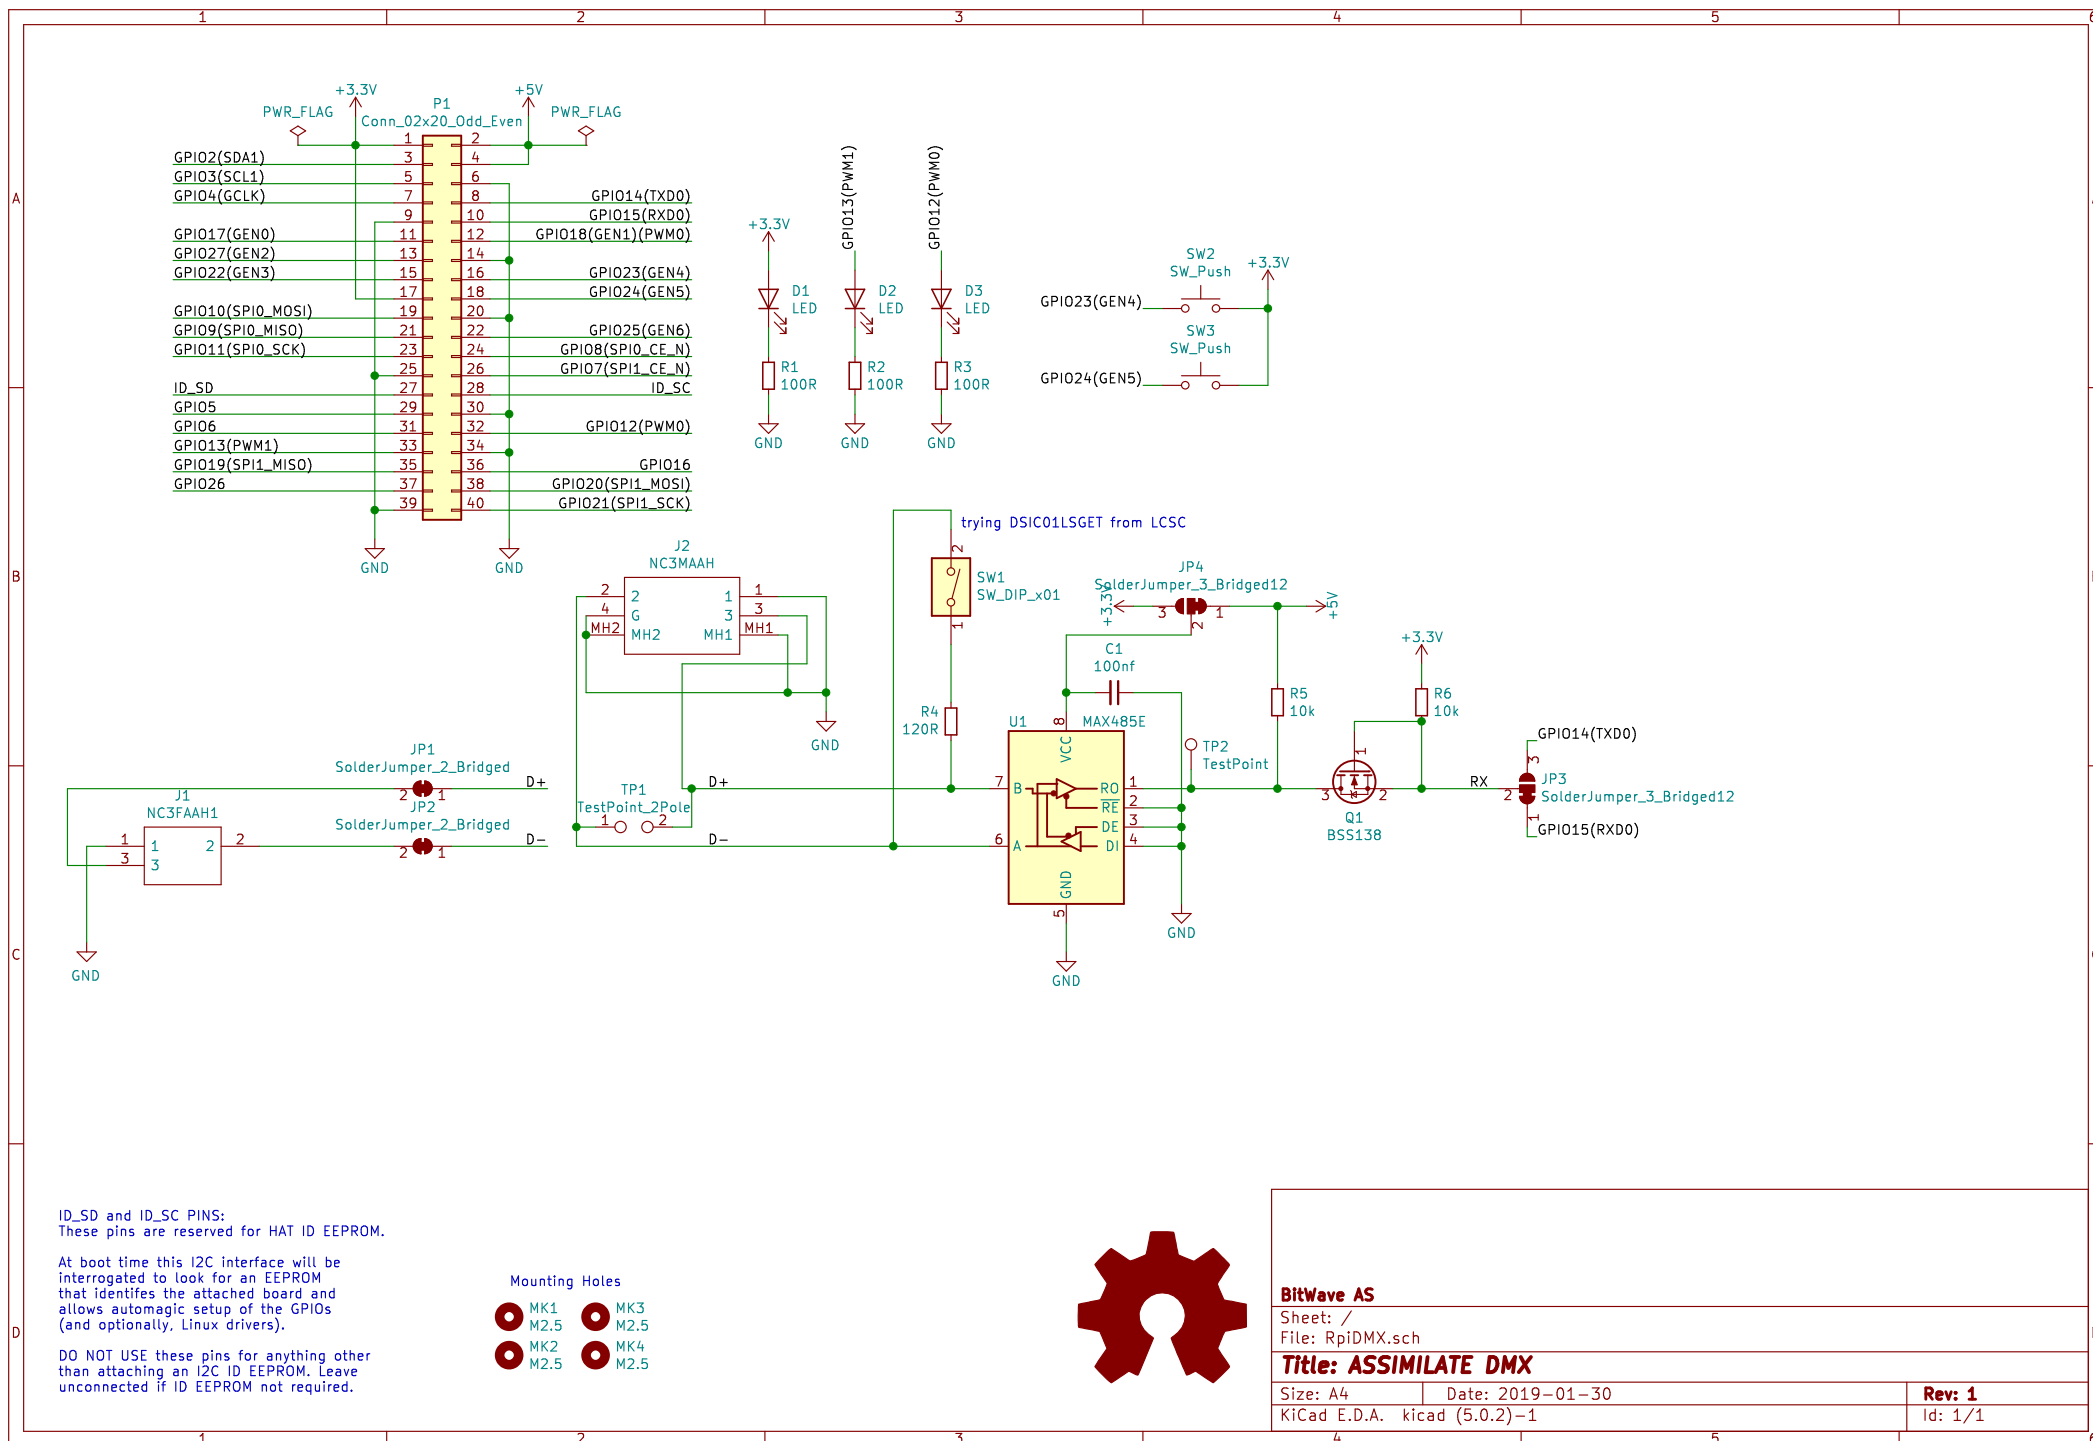 1 2 3 4 5 6
A
B
C
D
+3.3V
+5V
PWR_FLAG
P1
PWR_FLAG
Conn_02x20_Odd_Even
1 2
GPIO2(SDA1) 3 4
GPIO3(SCL1) 5 6
GPIO4(GCLK) 7 8 GPIO14(TXD0)
9 10 GPIO15(RXD0)
GPIO17(GEN0) 11 12 GPIO18(GEN1)(PWM0)
GPIO27(GEN2) 13 14
GPIO22(GEN3) 15 16 GPIO23(GEN4)
17 18 GPIO24(GEN5)
GPIO10(SPI0_MOSI) 19 20
GPIO9(SPI0_MISO) 21 22 GPIO25(GEN6)
GPIO11(SPI0_SCK) 23 24 GPIO8(SPI0_CE_N)
25 26 GPIO7(SPI1_CE_N)
ID_SD 27 28 ID_SC
GPIO5 29 30
GPIO6 31 32 GPIO12(PWM0)
GPIO13(PWM1) 33 34
GPIO19(SPI1_MISO) 35 36 GPIO16
GPIO26 37 38 GPIO20(SPI1_MOSI)
39 40 GPIO21(SPI1_SCK)
GND
GND
+3.3V
GPIO13(PWM1)
GPIO12(PWM0)
D1
LED
D2
LED
D3
LED
R1
100R
R2
100R
R3
100R
GND
GND
GND
SW2
SW_Push
+3.3V
GPIO23(GEN4)
SW3
SW_Push
GPIO24(GEN5)
trying DSIC01LSGET from LCSC
J2
NC3MAAH
2 2 1 1
4 G 3 3
MH2 MH2 MH1 MH1
GND
2
SW1
SW_DIP_x01
1
R4
120R
JP4
SolderJumper_3_Bridged12
+3.3V
3 2 1
+5V
C1
100nf
U1
MAX485E
8
VCC
7 B RO 1
RE 2
DE 3
6 A DI 4
GND
5
GND
GND
TP2
TestPoint
R5
10k
+3.3V
R6
10k
1
3 2
Q1
BSS138
RX
GPIO14(TXD0)
3
JP3
2
SolderJumper_3_Bridged12
1
GPIO15(RXD0)
JP1
SolderJumper_2_Bridged
2 1
D+
JP2
SolderJumper_2_Bridged
2 1
D-
J1
NC3FAAH1
1 1 2 2
3 3
GND
D+
TP1
TestPoint_2Pole
1 2
D-
ID_SD and ID_SC PINS:
These pins are reserved for HAT ID EEPROM.
At boot time this I2C interface will be
interrogated to look for an EEPROM
that identifes the attached board and
allows automagic setup of the GPIOs
(and optionally, Linux drivers).
DO NOT USE these pins for anything other
than attaching an I2C ID EEPROM. Leave
unconnected if ID EEPROM not required.
Mounting Holes
MK1
M2.5
MK3
M2.5
MK2
M2.5
MK4
M2.5
BitWave AS
Sheet: /
File: RpiDMX.sch
Title: ASSIMILATE DMX
Size: A4 Date: 2019-01-30 Rev: 1
KiCad E.D.A. kicad (5.0.2)-1 Id: 1/1
1 2 3 4 5 6